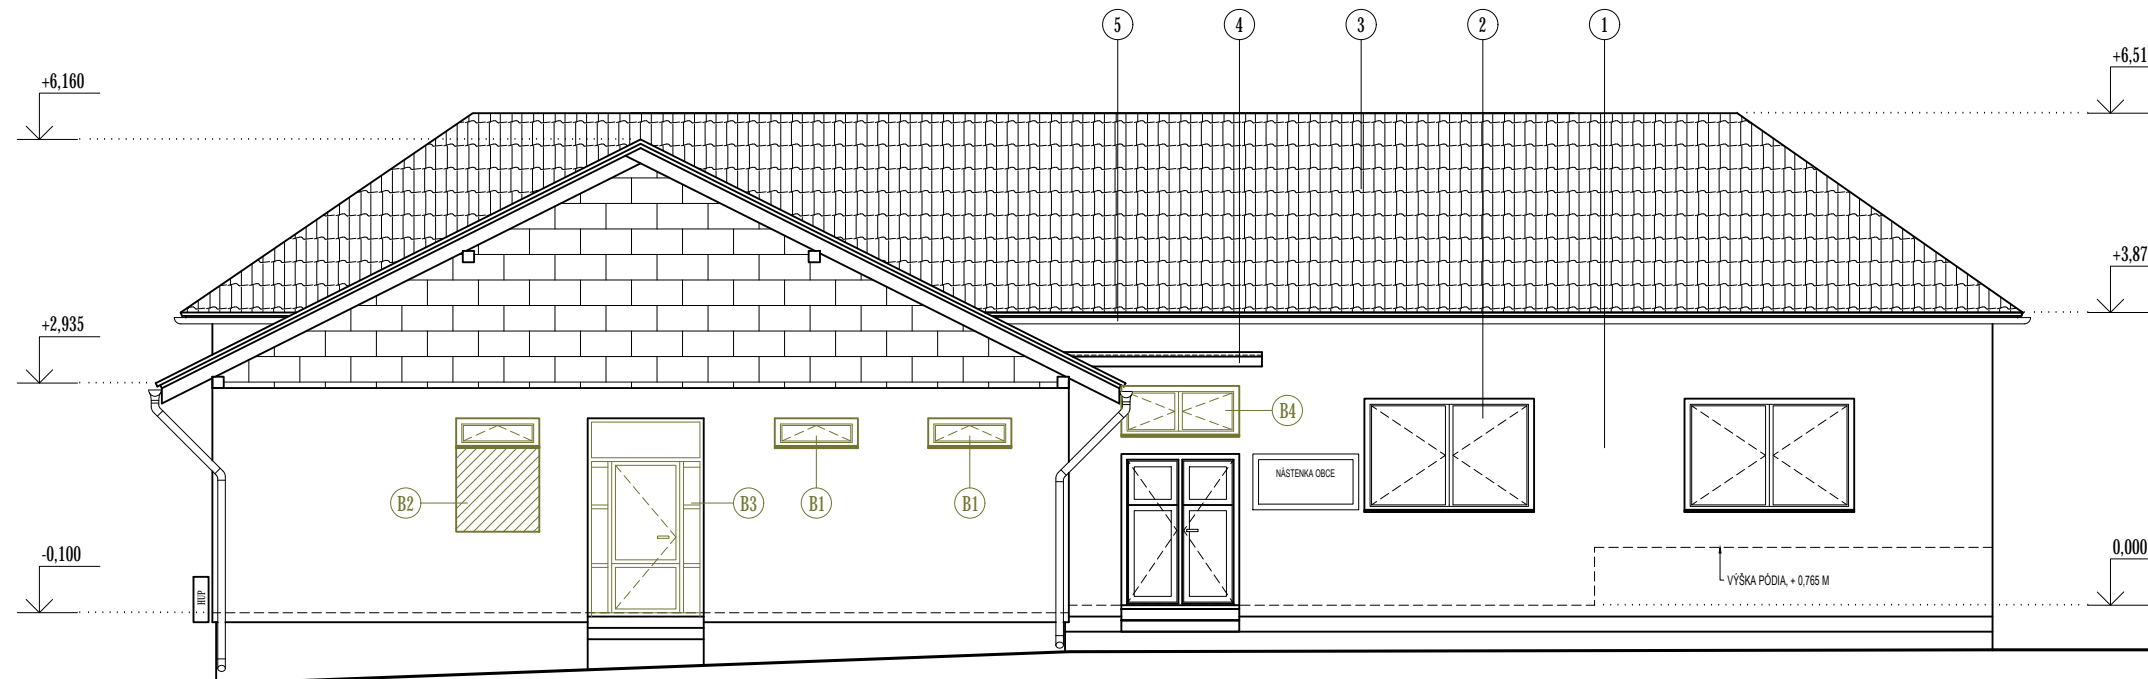 5 4 3 2 1
+6,160
+6,51
+3,87
+2,935
B4
NÁSTENKA OBCE
B2 B3 B1 B1
-0,100
0,000
VÝŠKA PÓDIA, + 0,765 M
HUP